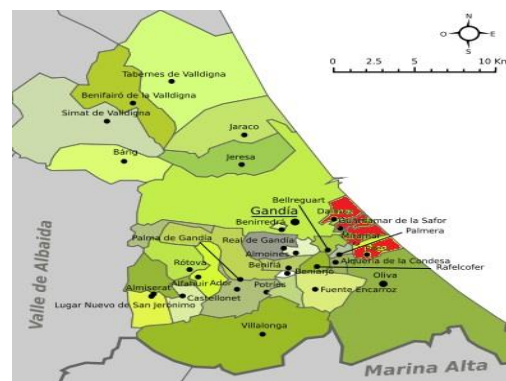 N
O E
S
0 2.5 5 10 Km
Tabernes de Valldigna
Benifairó de la Valldigna
Simat de Valldigna
Jaraco
Bárig
Jeresa
Bellreguart
Gandía
Guardamar de la Safor
Benirredrá
Miramar
Palmera
Palma de Gandía
Real de Gandía
Almoines
Alquería de la Condesa
Rafelcofer
Rótova
Benifla
Beniarjó
Oliva
Alfahuir
Ador
Potríes
Fuente Encarroz
Almiserat
Castellonet
Lugar Nuevo de San Jerónimo
Villalonga
Valle de Albaida
Marina Alta